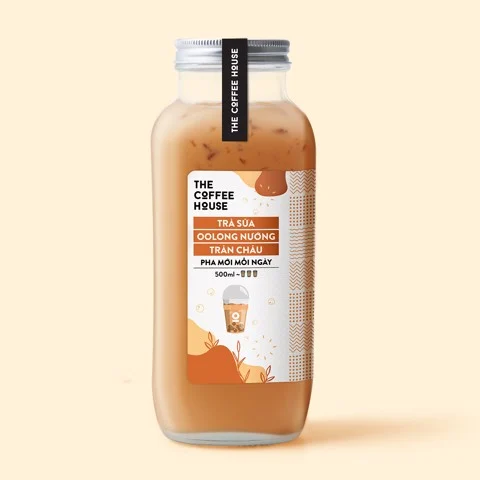 THE COFFEE HOUSE
THE
COFFEE
HOUSE
TRÀ SỮA
OOLONG NƯỚNG
TRÂN CHÂU
PHA MỚI MỖI NGÀY
500ml ~